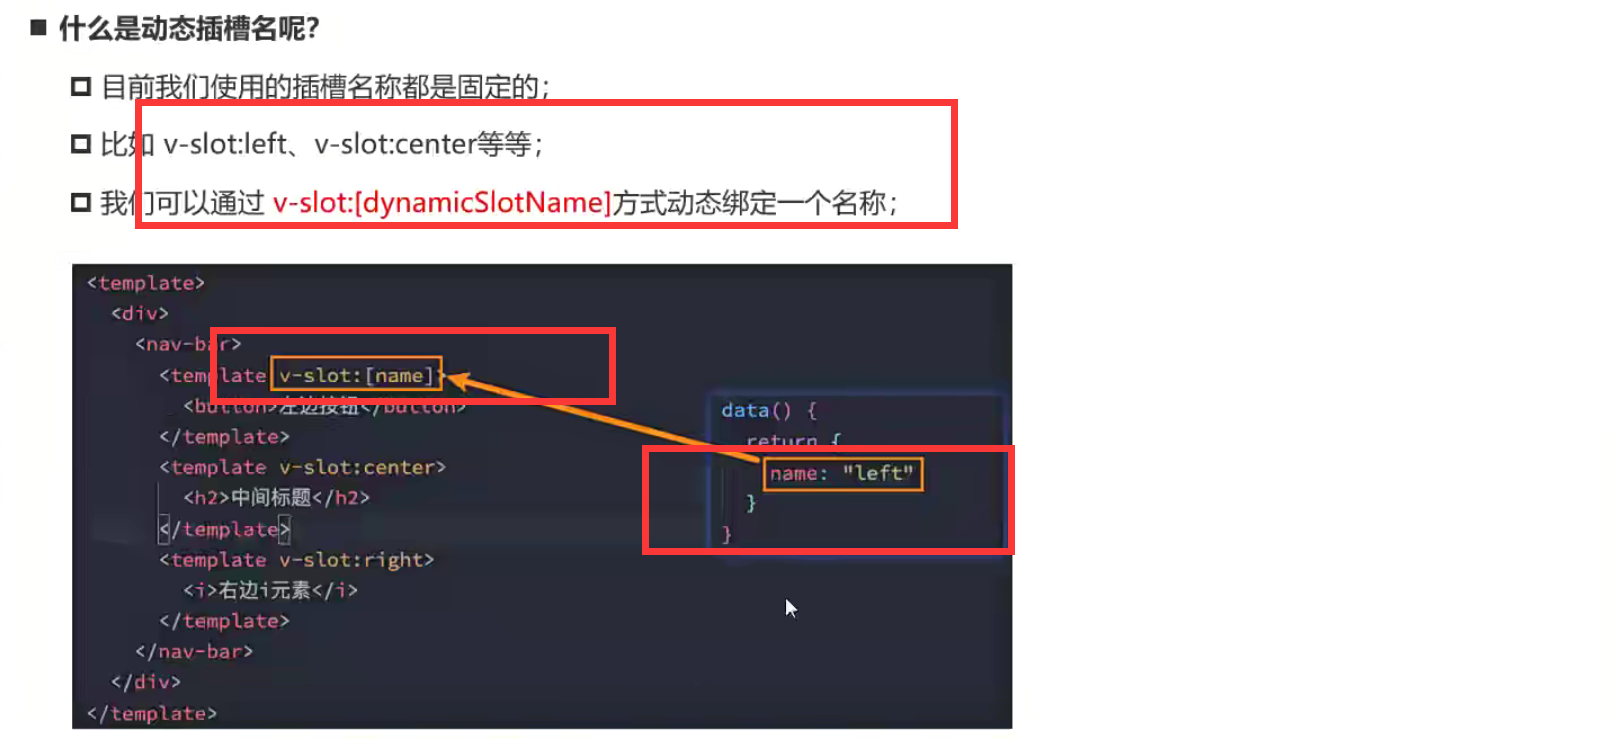 什么是动态插槽名呢？
目前我们使用的插槽名称都是固定的；
比如 v-slot:left、v-slot:center等等；
我们可以通过 v-slot:[dynamicSlotName]方式动态绑定一个名称；
<template>
<div>
<nav-bar>
<template v-slot:[name]>
<button>左边按钮</button>
</template>
<template v-slot:center>
<h2>中间标题</h2>
</template>
<template v-slot:right>
<i>右边i元素</i>
</template>
</nav-bar>
</div>
</template>
data() {
return {
name: "left"
}
}